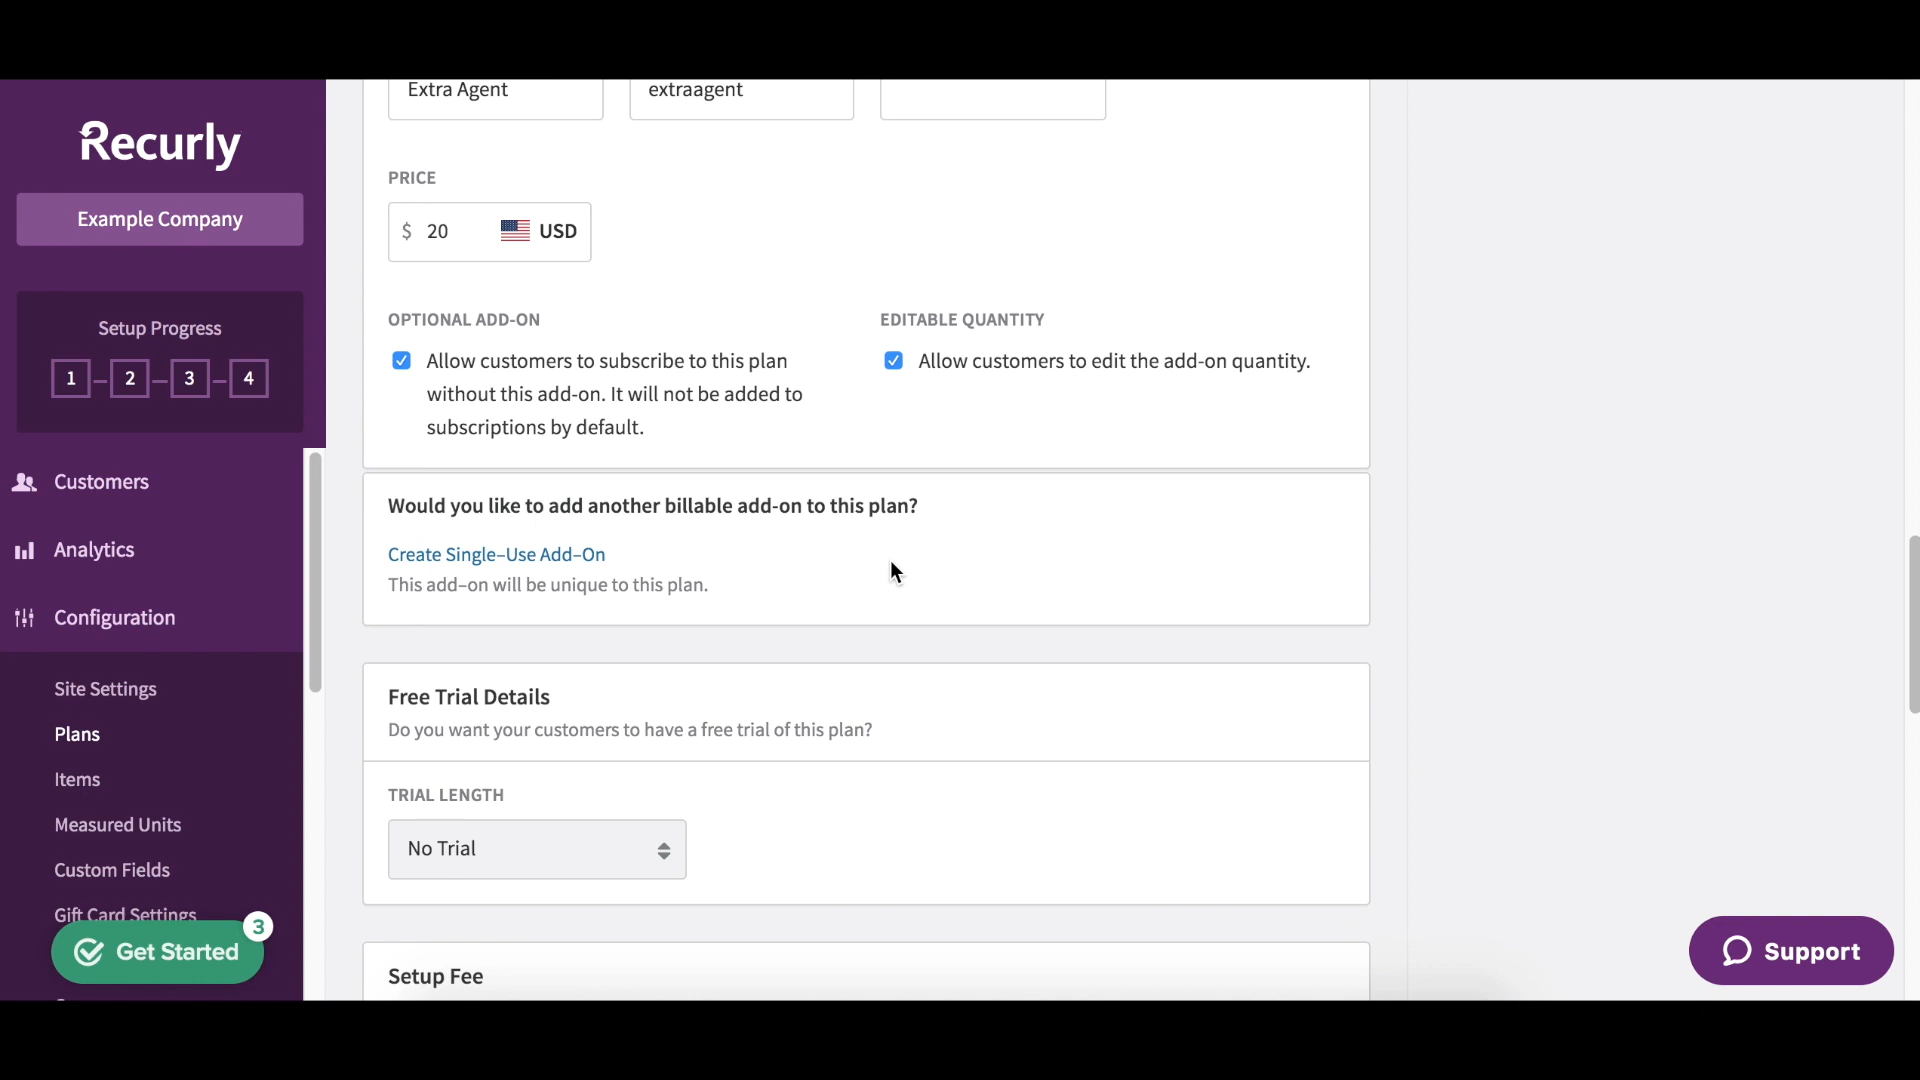 Recurly
Example Company
Setup Progress
1 2 3 4
Customers
Analytics
Configuration
Site Settings
Plans
Items
Measured Units
Custom Fields
Gift Card Settings
Get Started
3
Extra Agent
extraagent
PRICE
$ 20 USD
OPTIONAL ADD-ON
Allow customers to subscribe to this plan
without this add-on. It will not be added to
subscriptions by default.
EDITABLE QUANTITY
Allow customers to edit the add-on quantity.
Would you like to add another billable add-on to this plan?
Create Single-Use Add-On
This add-on will be unique to this plan.
Free Trial Details
Do you want your customers to have a free trial of this plan?
TRIAL LENGTH
No Trial
Setup Fee
Support